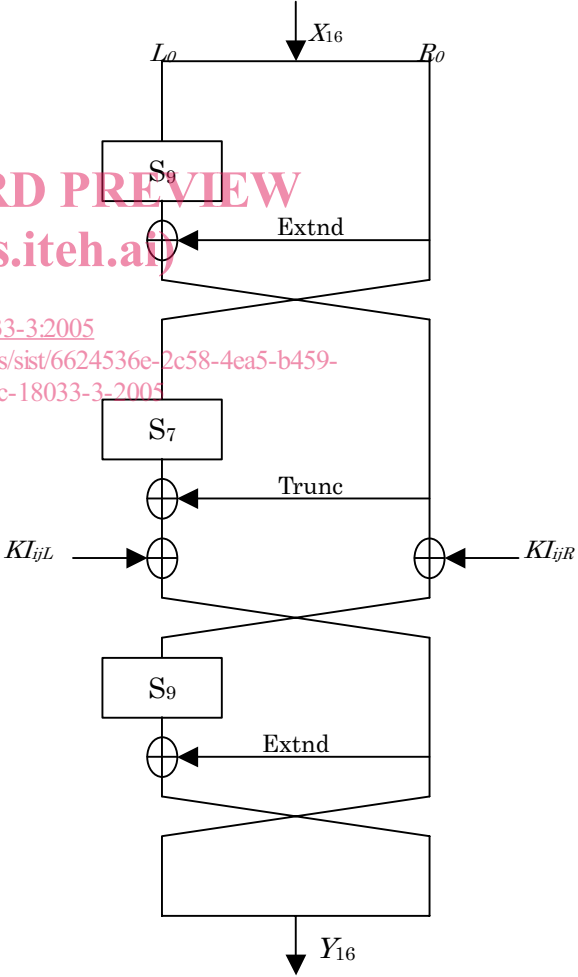 X16
L0 R0
S9
RD PREVIEW
Extnd
s.iteh.ai)
33-3:2005
s/sist/6624536e-2c58-4ea5-b459-
c-18033-3-2005
S7
Trunc
KIijL KIijR
S9
Extnd
Y16